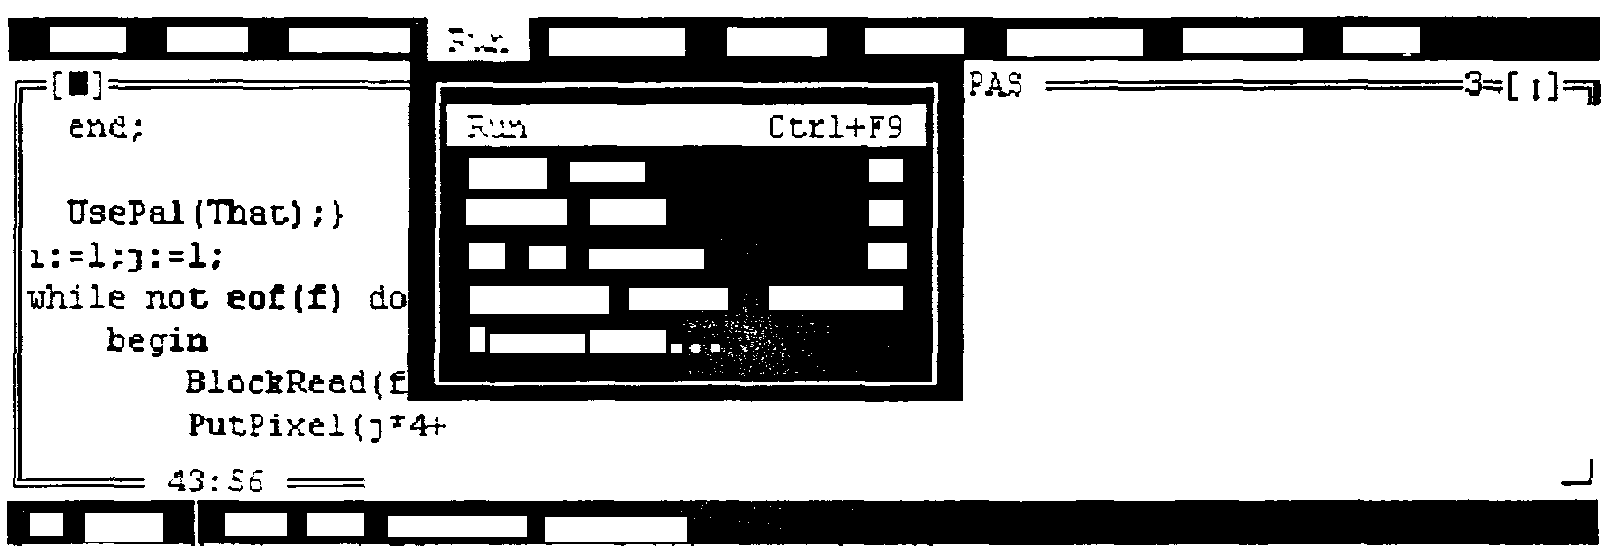 Run
[■] PAS 3=[↕]
end; Run Ctrl+F9
UsePal(That);}
i:=1;j:=1;
while not eof(f) do
begin
BlockRead(f
PutPixel(j*4+
43:56